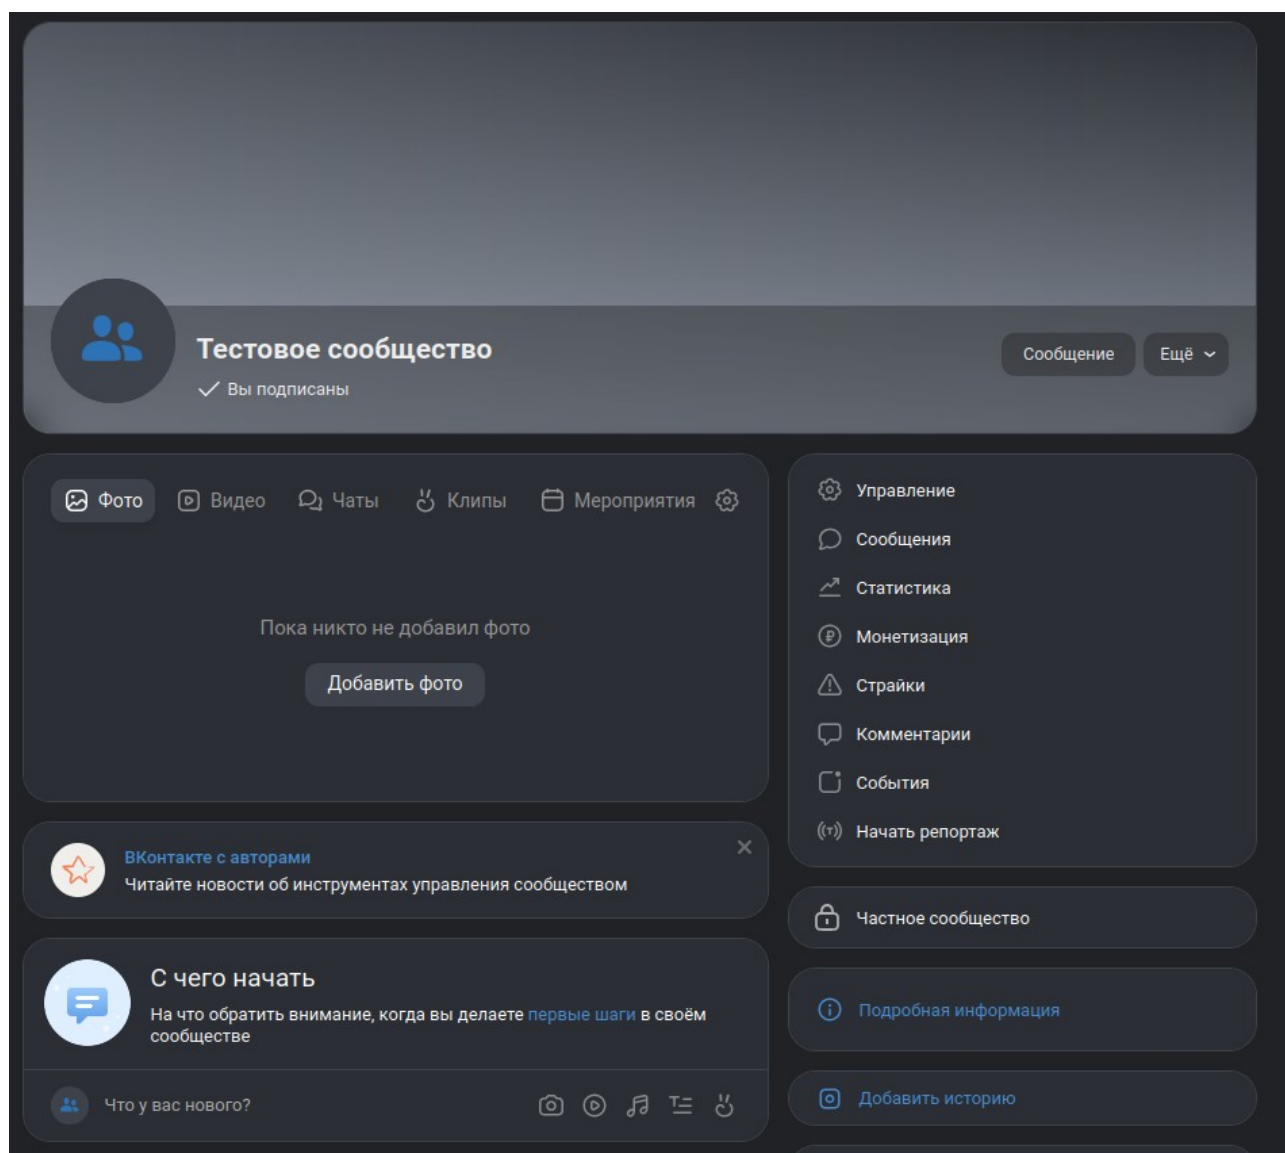 Тестовое сообщество
Вы подписаны
Сообщение
Ещё
Фото
Видео
Чаты
Клипы
Мероприятия
Пока никто не добавил фото
Добавить фото
ВКонтакте с авторами
Читайте новости об инструментах управления сообществом
С чего начать
На что обратить внимание, когда вы делаете первые шаги в своём
сообществе
Что у вас нового?
Управление
Сообщения
Статистика
Монетизация
Страйки
Комментарии
События
Начать репортаж
Частное сообщество
Подробная информация
Добавить историю